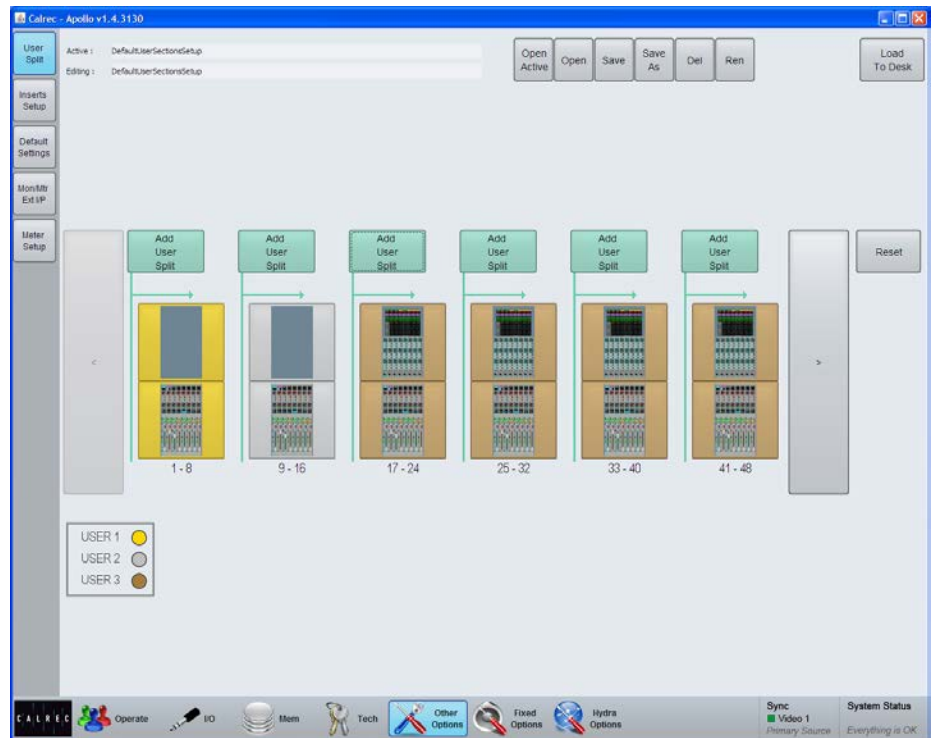 Calrec - Apollo v1.4.3130
User
Split
Active : DefaultUserSectionsSetup
Editing : DefaultUserSectionsSetup
Open
Active
Open
Save
Save
As
Del
Ren
Load
To Desk
Inserts
Setup
Default
Settings
Mon/Mtr
Ext I/P
Meter
Setup
Add
User
Split
Add
User
Split
Add
User
Split
Add
User
Split
Add
User
Split
Add
User
Split
Reset
<
>
1 - 8
9 - 16
17 - 24
25 - 32
33 - 40
41 - 48
USER 1
USER 2
USER 3
CALREC
Operate
I/O
Mem
Tech
Other
Options
Fixed
Options
Hydra
Options
Sync
Video 1
Primary Source
System Status
Everything is OK